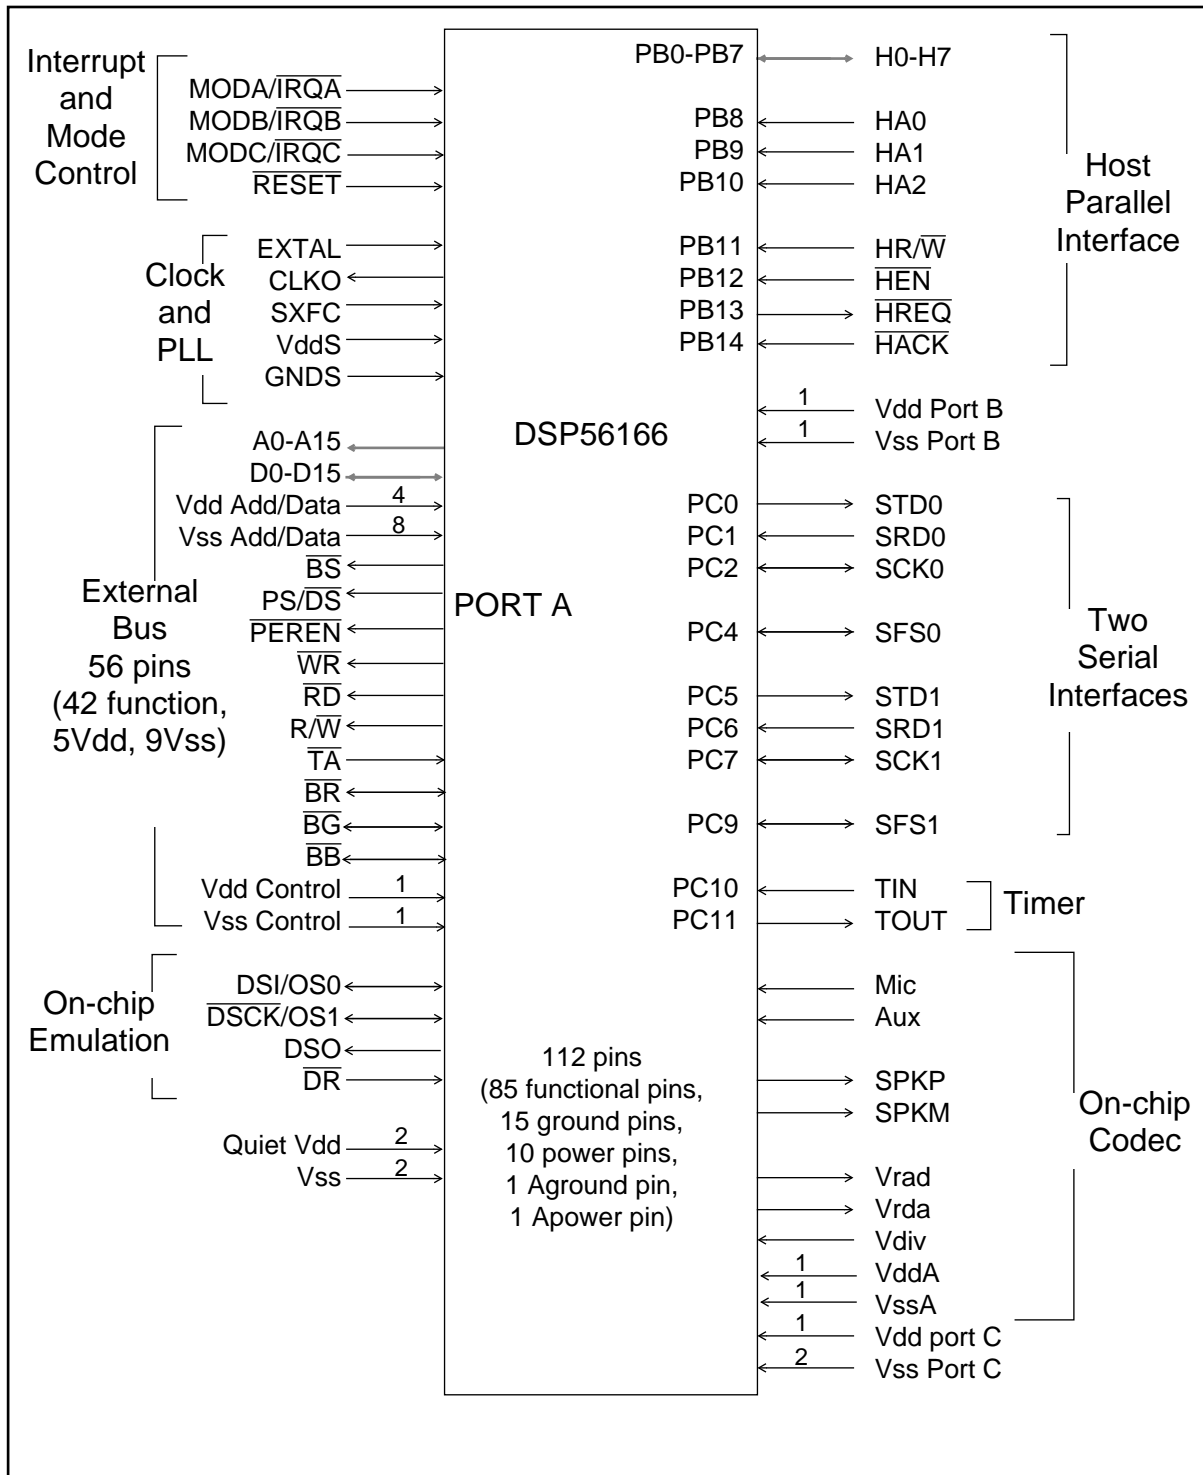 Interrupt
and
Mode
Control
MODA/IRQA
MODB/IRQB
MODC/IRQC
RESET
Clock
and
PLL
EXTAL
CLKO
SXFC
VddS
GNDS
External
Bus
56 pins
(42 function,
5Vdd, 9Vss)
A0-A15
D0-D15
Vdd Add/Data 4
Vss Add/Data 8
BS
PS/DS
PEREN
WR
RD
R/W
TA
BR
BG
BB
Vdd Control 1
Vss Control 1
On-chip
Emulation
DSI/OS0
DSCK/OS1
DSO
DR
Quiet Vdd 2
Vss 2
DSP56166
PORT A
112 pins
(85 functional pins,
15 ground pins,
10 power pins,
1 Aground pin,
1 Apower pin)
PB0-PB7 H0-H7
PB8 HA0
PB9 HA1
PB10 HA2
PB11 HR/W
PB12 HEN
PB13 HREQ
PB14 HACK
Host
Parallel
Interface
1 Vdd Port B
1 Vss Port B
PC0 STD0
PC1 SRD0
PC2 SCK0
PC4 SFS0
PC5 STD1
PC6 SRD1
PC7 SCK1
PC9 SFS1
Two
Serial
Interfaces
PC10 TIN
PC11 TOUT
Timer
Mic
Aux
SPKP
SPKM
Vrad
Vrda
Vdiv
1 VddA
1 VssA
On-chip
Codec
1 Vdd port C
2 Vss Port C